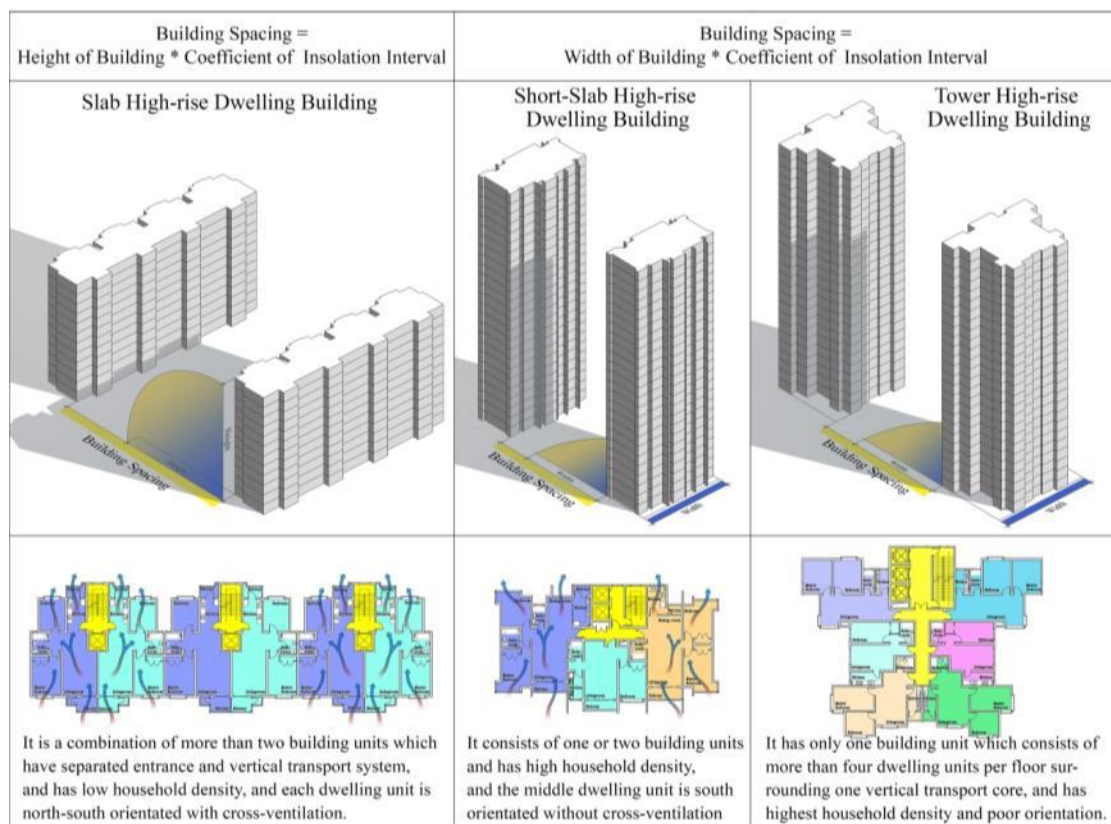 Building Spacing =
Height of Building * Coefficient of Insolation Interval
Building Spacing =
Width of Building * Coefficient of Insolation Interval
Slab High-rise Dwelling Building
Short-Slab High-rise
Dwelling Building
Tower High-rise
Dwelling Building
Building Spacing
Building Spacing
Width
Building Spacing
Width
It is a combination of more than two building units which
have separated entrance and vertical transport system,
and has low household density, and each dwelling unit is
north-south orientated with cross-ventilation.
It consists of one or two building units
and has high household density,
and the middle dwelling unit is south
orientated without cross-ventilation
It has only one building unit which consists of
more than four dwelling units per floor sur-
rounding one vertical transport core, and has
highest household density and poor orientation.